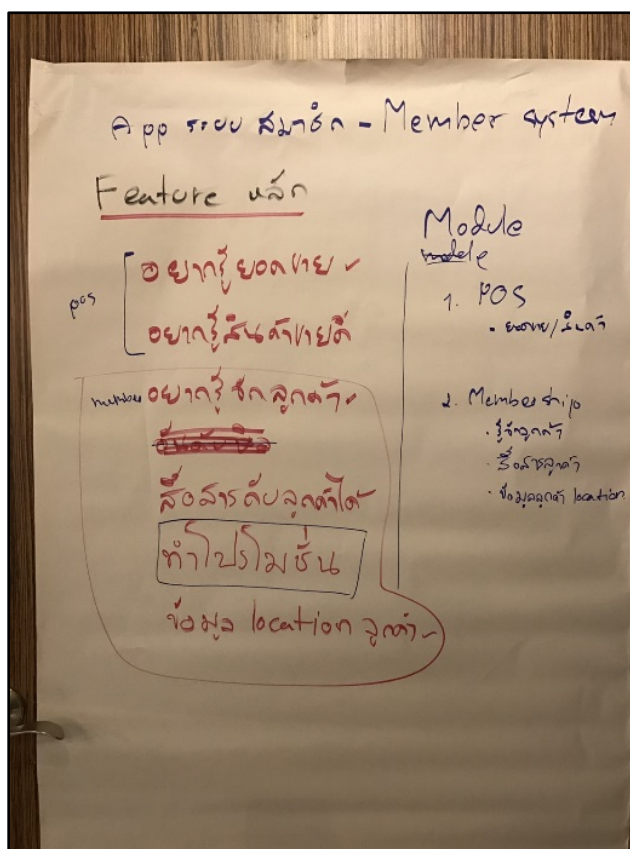 App ระบบ สมาชิก - Member system
Feature หลัก
pos
อยากรู้ยอดขาย
อยากรู้สินค้าขายดี
member
อยากรู้จักลูกค้า
สื่อสารกับลูกค้าได้
ทำโปรโมชั่น
ข้อมูล location ลูกค้า
Module
1. POS
• ยอดขาย/สินค้า
2. Membership
• รู้จักลูกค้า
• สื่อสารลูกค้า
• ข้อมูลลูกค้า location